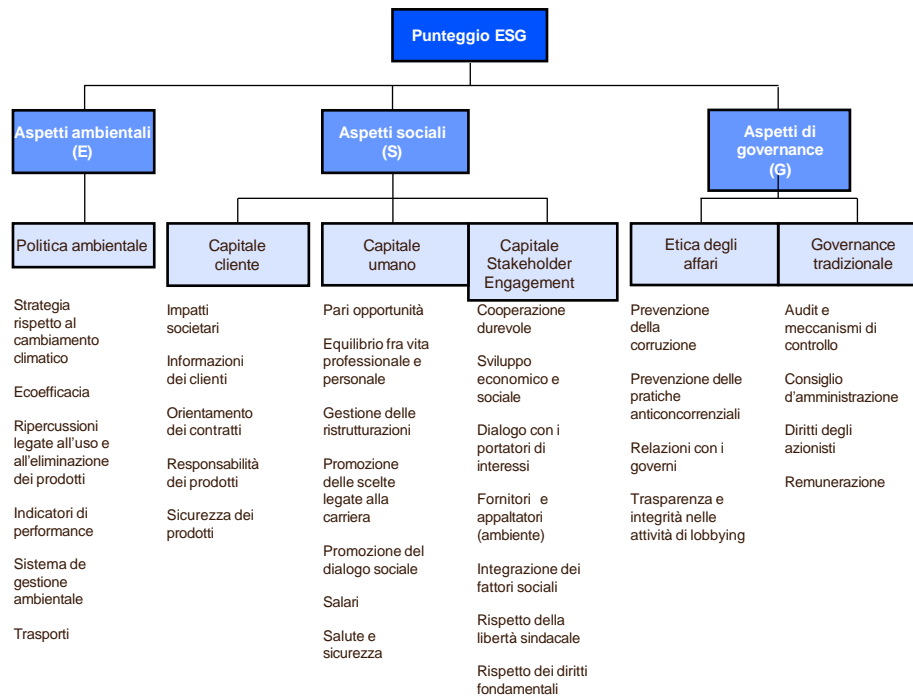 Punteggio ESG
Aspetti ambientali
(E)
Aspetti sociali
(S)
Aspetti di
governance
(G)
Politica ambientale
Capitale
cliente
Capitale
umano
Capitale
Stakeholder
Engagement
Etica degli
affari
Governance
tradizionale
Strategia
rispetto al
cambiamento
climatico
Ecoefficacia
Ripercussioni
legate all'uso e
all'eliminazione
dei prodotti
Indicatori di
performance
Sistema de
gestione
ambientale
Trasporti
Impatti
societari
Informazioni
dei clienti
Orientamento
dei contratti
Responsabilità
dei prodotti
Sicurezza dei
prodotti
Pari opportunità
Equilibrio fra vita
professionale e
personale
Gestione delle
ristrutturazioni
Promozione
delle scelte
legate alla
carriera
Promozione del
dialogo sociale
Salari
Salute e
sicurezza
Cooperazione
durevole
Sviluppo
economico e
sociale
Dialogo con i
portatori di
interessi
Fornitori e
appaltatori
(ambiente)
Integrazione dei
fattori sociali
Rispetto della
libertà sindacale
Rispetto dei diritti
fondamentali
Prevenzione
della
corruzione
Prevenzione delle
pratiche
anticoncorrenziali
Relazioni con i
governi
Trasparenza e
integrità nelle
attività di lobbying
Audit e
meccanismi di
controllo
Consiglio
d'amministrazione
Diritti degli
azionisti
Remunerazione